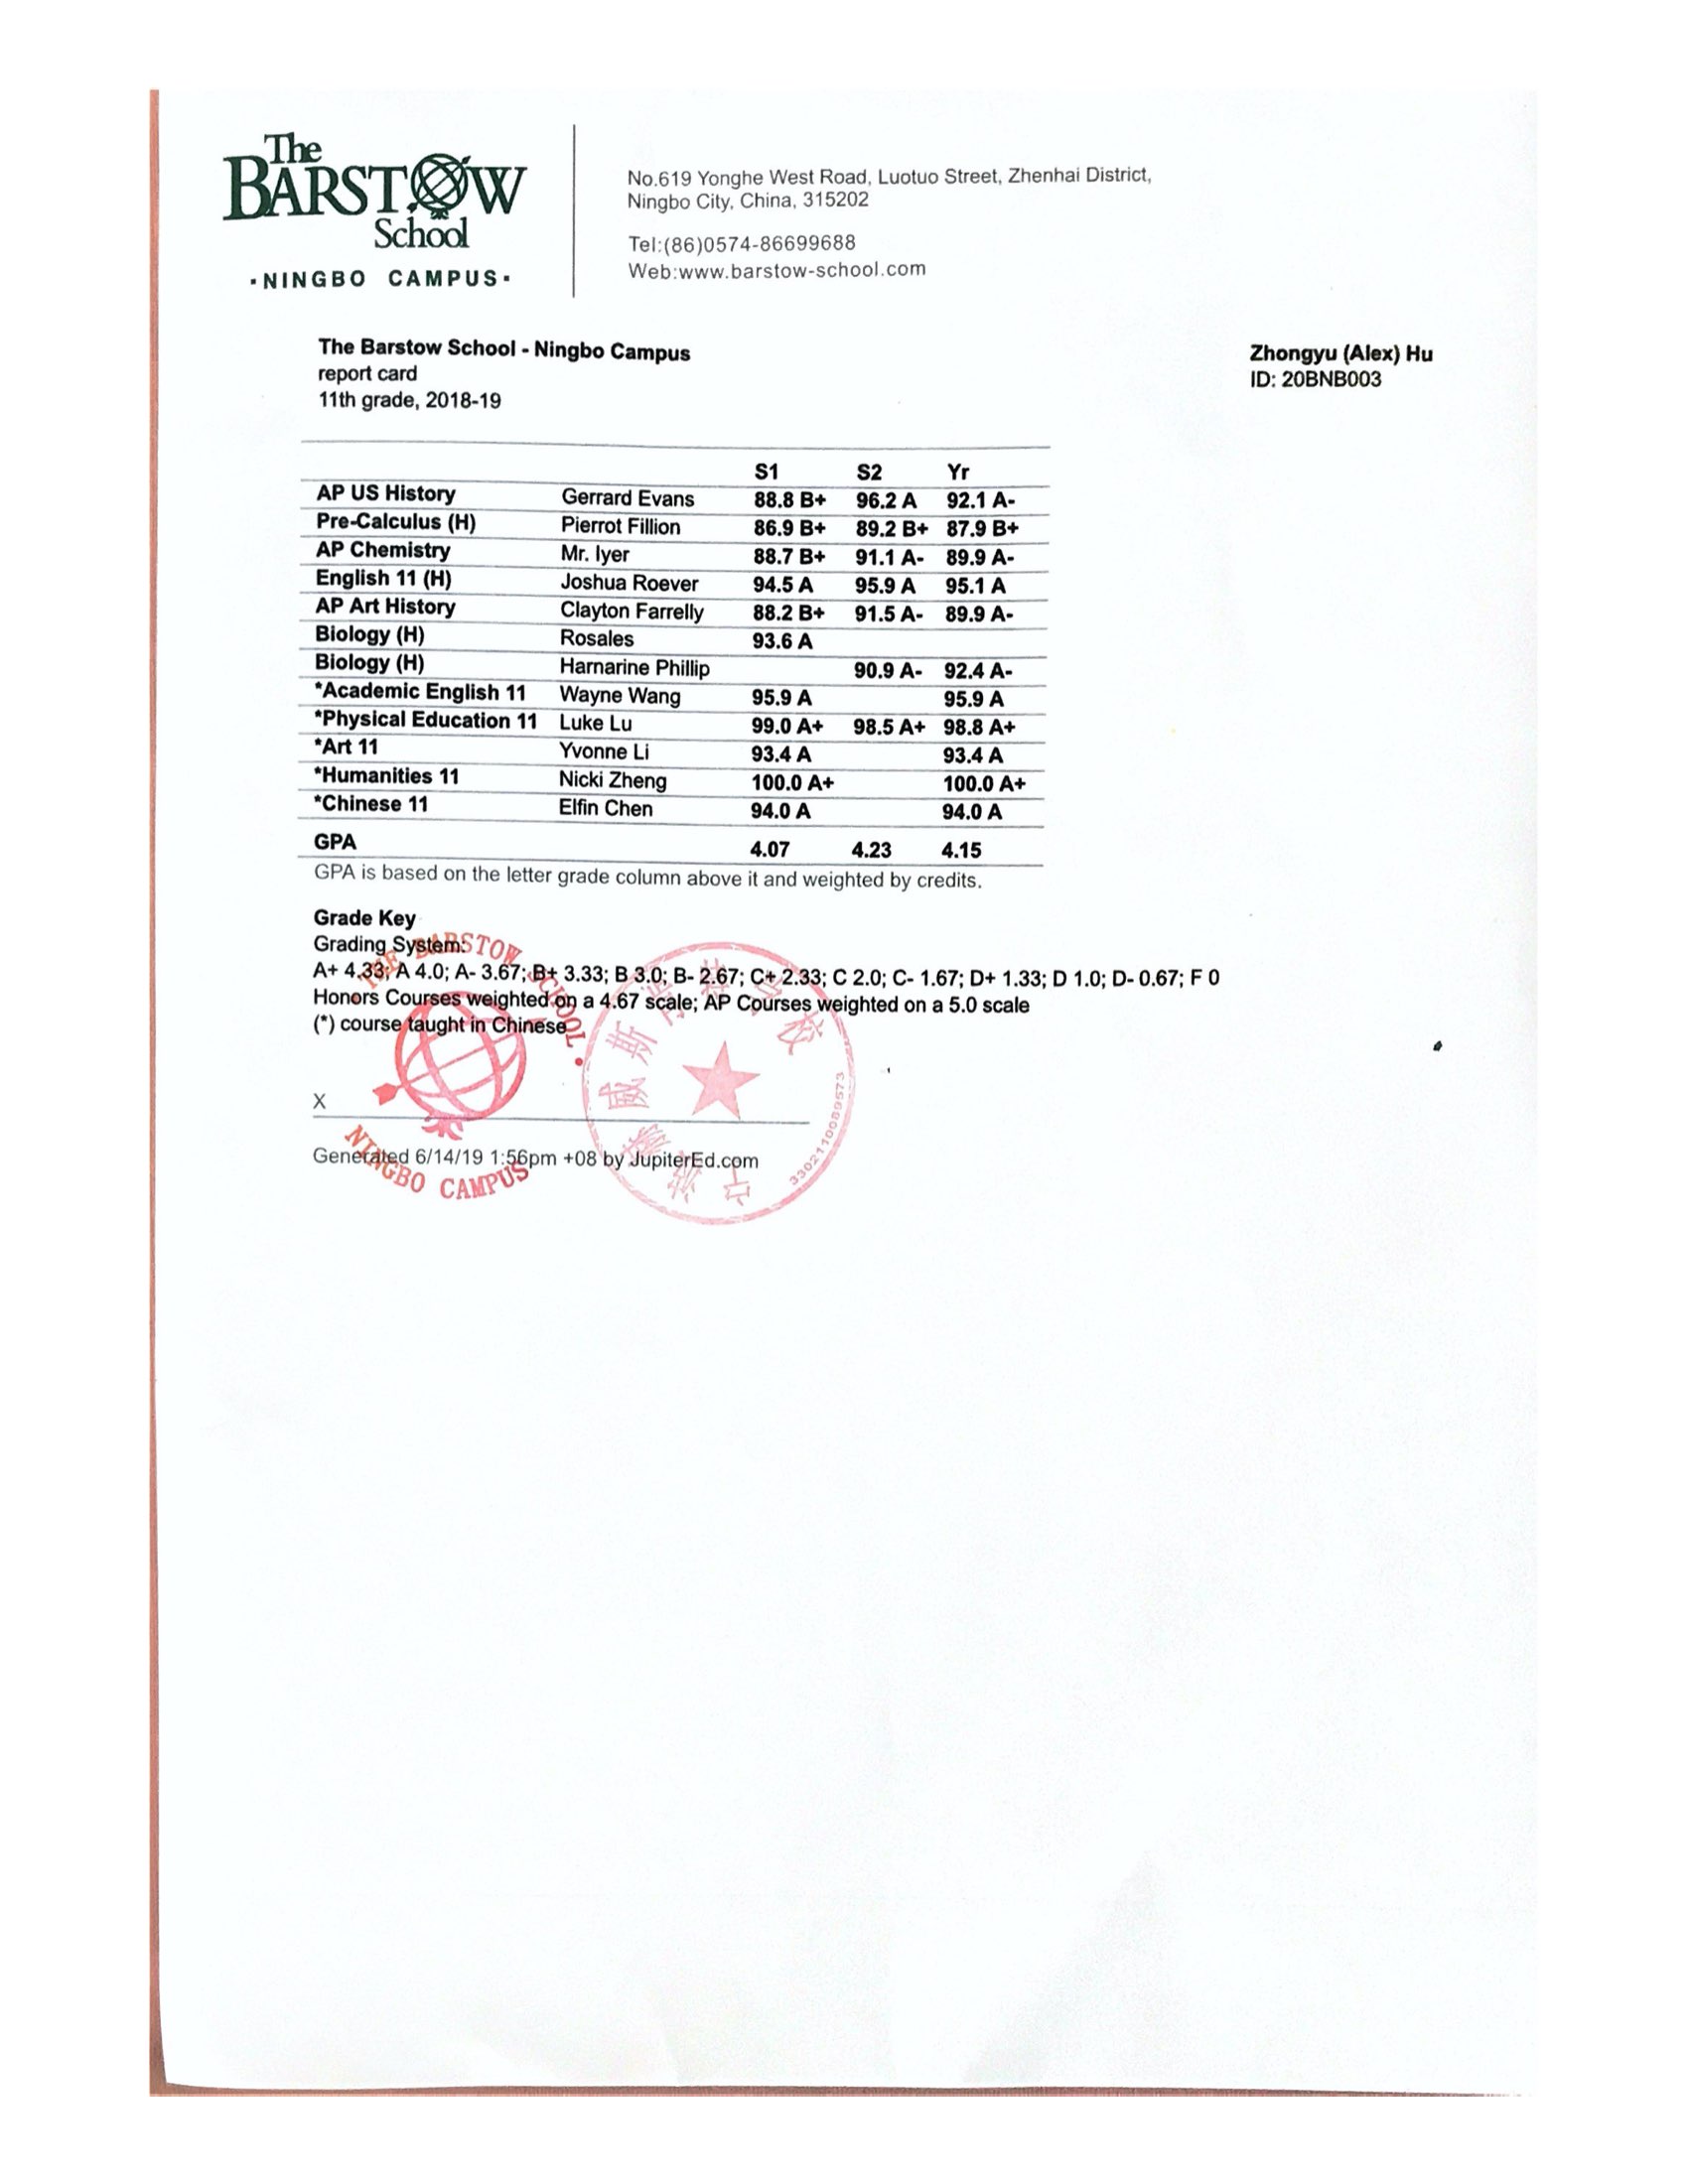 The
BARSTOW
School
·NINGBO CAMPUS·
No.619 Yonghe West Road, Luotuo Street, Zhenhai District,
Ningbo City, China, 315202
Tel:(86)0574-86699688
Web:www.barstow-school.com
The Barstow School - Ningbo Campus
report card
11th grade, 2018-19
Zhongyu (Alex) Hu
ID: 20BNB003
S1 S2 Yr
AP US History Gerrard Evans 88.8 B+ 96.2 A 92.1 A-
Pre-Calculus (H) Pierrot Fillion 86.9 B+ 89.2 B+ 87.9 B+
AP Chemistry Mr. Iyer 88.7 B+ 91.1 A- 89.9 A-
English 11 (H) Joshua Roever 94.5 A 95.9 A 95.1 A
AP Art History Clayton Farrelly 88.2 B+ 91.5 A- 89.9 A-
Biology (H) Rosales 93.6 A
Biology (H) Harnarine Phillip 90.9 A- 92.4 A-
*Academic English 11 Wayne Wang 95.9 A 95.9 A
*Physical Education 11 Luke Lu 99.0 A+ 98.5 A+ 98.8 A+
*Art 11 Yvonne Li 93.4 A 93.4 A
*Humanities 11 Nicki Zheng 100.0 A+ 100.0 A+
*Chinese 11 Elfin Chen 94.0 A 94.0 A
GPA 4.07 4.23 4.15
GPA is based on the letter grade column above it and weighted by credits.
Grade Key
Grading System:
A+ 4.33; A 4.0; A- 3.67; B+ 3.33; B 3.0; B- 2.67; C+ 2.33; C 2.0; C- 1.67; D+ 1.33; D 1.0; D- 0.67; F 0
Honors Courses weighted on a 4.67 scale; AP Courses weighted on a 5.0 scale
(*) course taught in Chinese
X
Generated 6/14/19 1:56pm +08 by JupiterEd.com
THE BARSTOW SCHOOL
NINGBO CAMPUS
威斯
学校
3302110089573